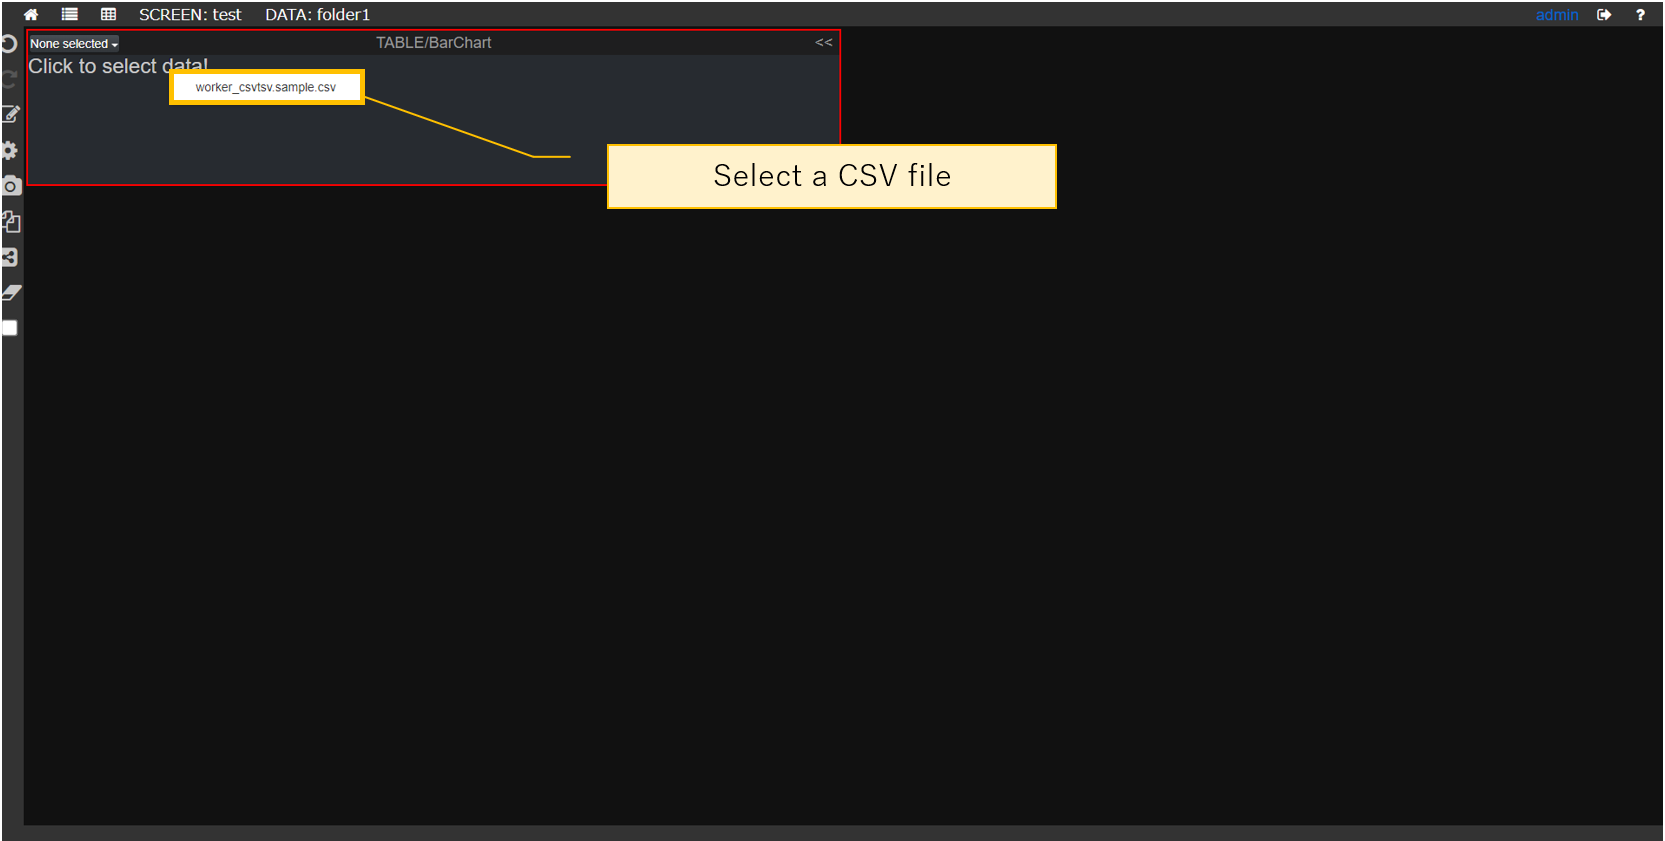 SCREEN: test DATA: folder1 admin ?
None selected TABLE/BarChart <<
Click to select data!
worker_csvtsv.sample.csv
Select a CSV file